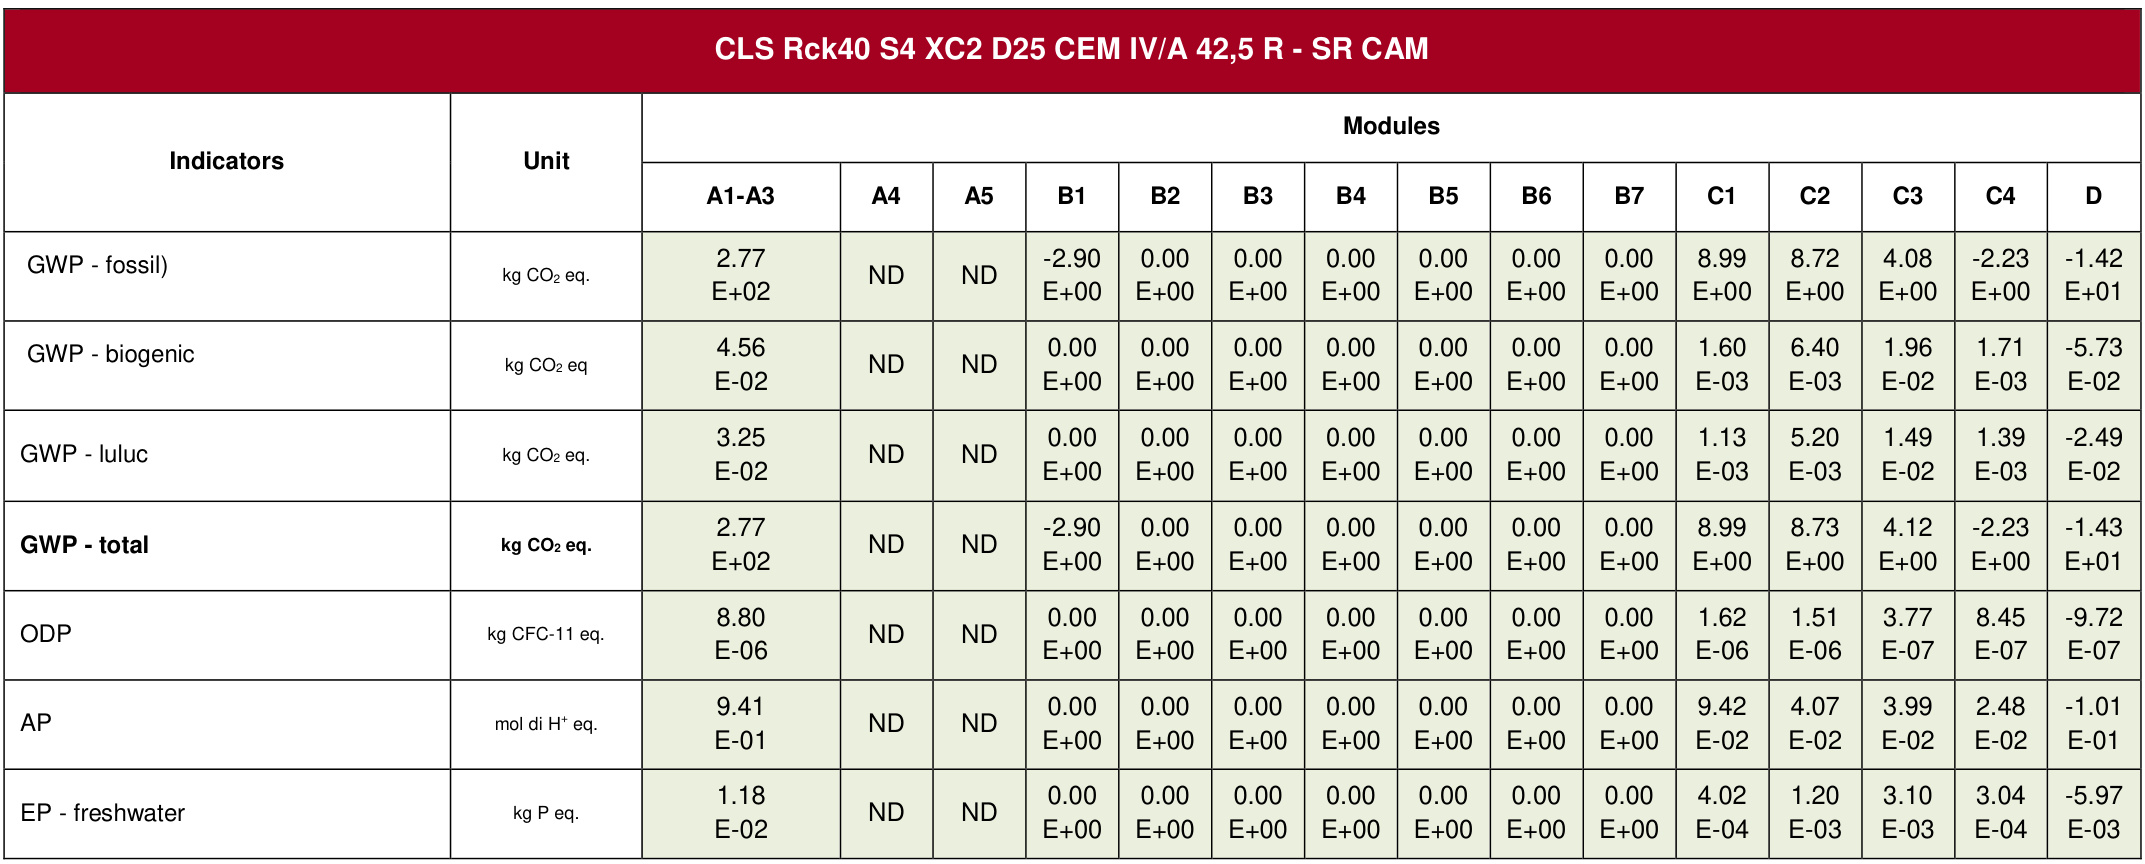 CLS Rck40 S4 XC2 D25 CEM IV/A 42,5 R - SR CAM
Indicators Unit Modules
A1-A3 A4 A5 B1 B2 B3 B4 B5 B6 B7 C1 C2 C3 C4 D
GWP - fossil) kg CO₂ eq. 2.77 E+02 ND ND -2.90 E+00 0.00 E+00 0.00 E+00 0.00 E+00 0.00 E+00 0.00 E+00 0.00 E+00 8.99 E+00 8.72 E+00 4.08 E+00 -2.23 E+00 -1.42 E+01
GWP - biogenic kg CO₂ eq 4.56 E-02 ND ND 0.00 E+00 0.00 E+00 0.00 E+00 0.00 E+00 0.00 E+00 0.00 E+00 0.00 E+00 1.60 E-03 6.40 E-03 1.96 E-02 1.71 E-03 -5.73 E-02
GWP - luluc kg CO₂ eq. 3.25 E-02 ND ND 0.00 E+00 0.00 E+00 0.00 E+00 0.00 E+00 0.00 E+00 0.00 E+00 0.00 E+00 1.13 E-03 5.20 E-03 1.49 E-02 1.39 E-03 -2.49 E-02
GWP - total kg CO₂ eq. 2.77 E+02 ND ND -2.90 E+00 0.00 E+00 0.00 E+00 0.00 E+00 0.00 E+00 0.00 E+00 0.00 E+00 8.99 E+00 8.73 E+00 4.12 E+00 -2.23 E+00 -1.43 E+01
ODP kg CFC-11 eq. 8.80 E-06 ND ND 0.00 E+00 0.00 E+00 0.00 E+00 0.00 E+00 0.00 E+00 0.00 E+00 0.00 E+00 1.62 E-06 1.51 E-06 3.77 E-07 8.45 E-07 -9.72 E-07
AP mol di H⁺ eq. 9.41 E-01 ND ND 0.00 E+00 0.00 E+00 0.00 E+00 0.00 E+00 0.00 E+00 0.00 E+00 0.00 E+00 9.42 E-02 4.07 E-02 3.99 E-02 2.48 E-02 -1.01 E-01
EP - freshwater kg P eq. 1.18 E-02 ND ND 0.00 E+00 0.00 E+00 0.00 E+00 0.00 E+00 0.00 E+00 0.00 E+00 0.00 E+00 4.02 E-04 1.20 E-03 3.10 E-03 3.04 E-04 -5.97 E-03